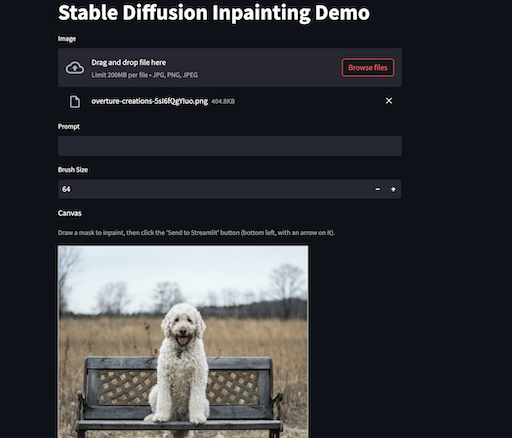 Stable Diffusion Inpainting Demo
Image
Drag and drop file here
Limit 200MB per file • JPG, PNG, JPEG
Browse files
overture-creations-5sI6fQgYIuo.png 404.8KB
Prompt
Brush Size
64
Canvas
Draw a mask to inpaint, then click the 'Send to Streamlit' button (bottom left, with an arrow on it).